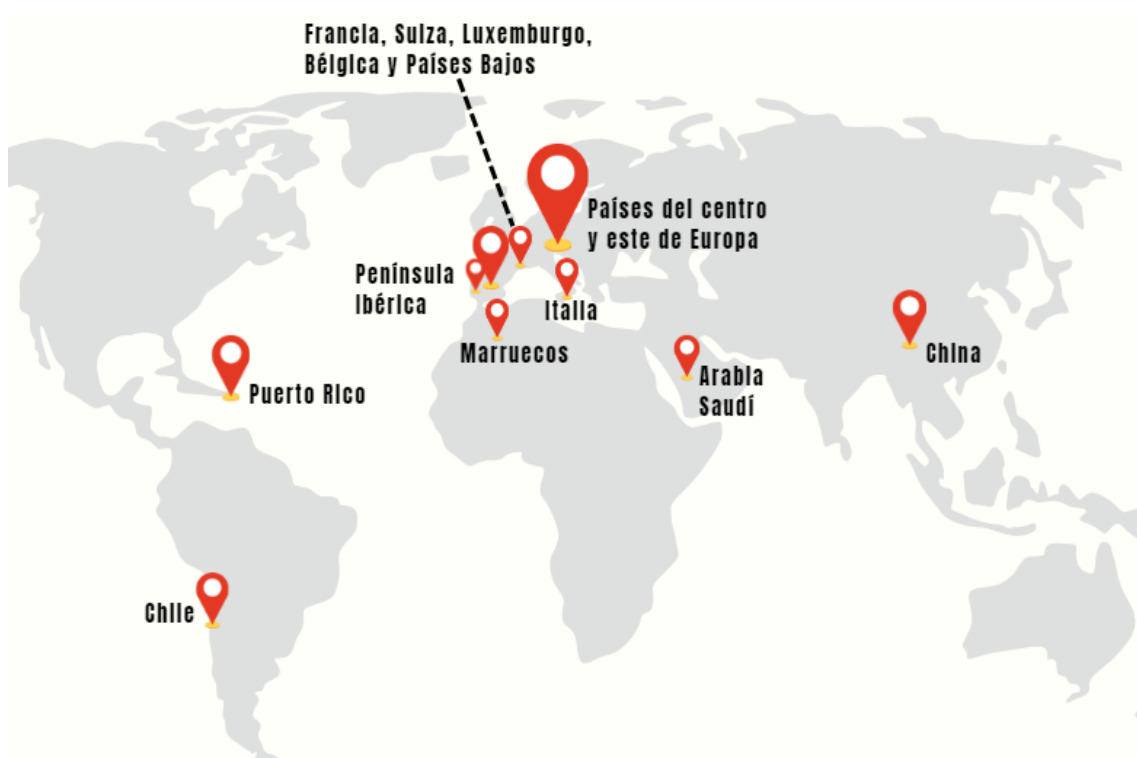 Francia, Suiza, Luxemburgo,
Bélgica y Países Bajos
Países del centro
y este de Europa
Península
Ibérica
Italia
Marruecos
China
Arabia
Saudí
Puerto Rico
Chile